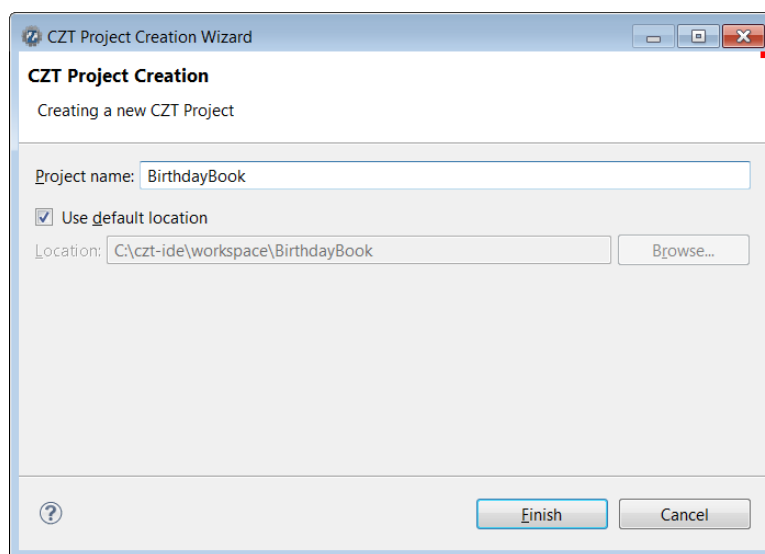 CZT Project Creation Wizard
CZT Project Creation
Creating a new CZT Project
Project name: BirthdayBook
Use default location
Location: C:\czt-ide\workspace\BirthdayBook Browse...
?
Finish Cancel